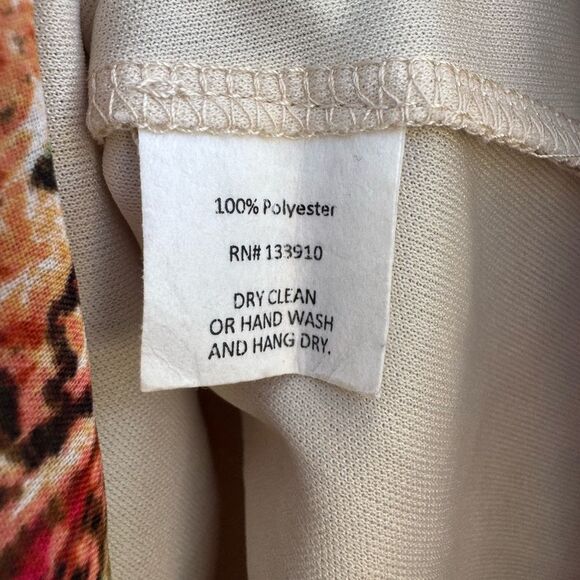 100% Polyester
RN# 133910
DRY CLEAN
OR HAND WASH
AND HANG DRY.